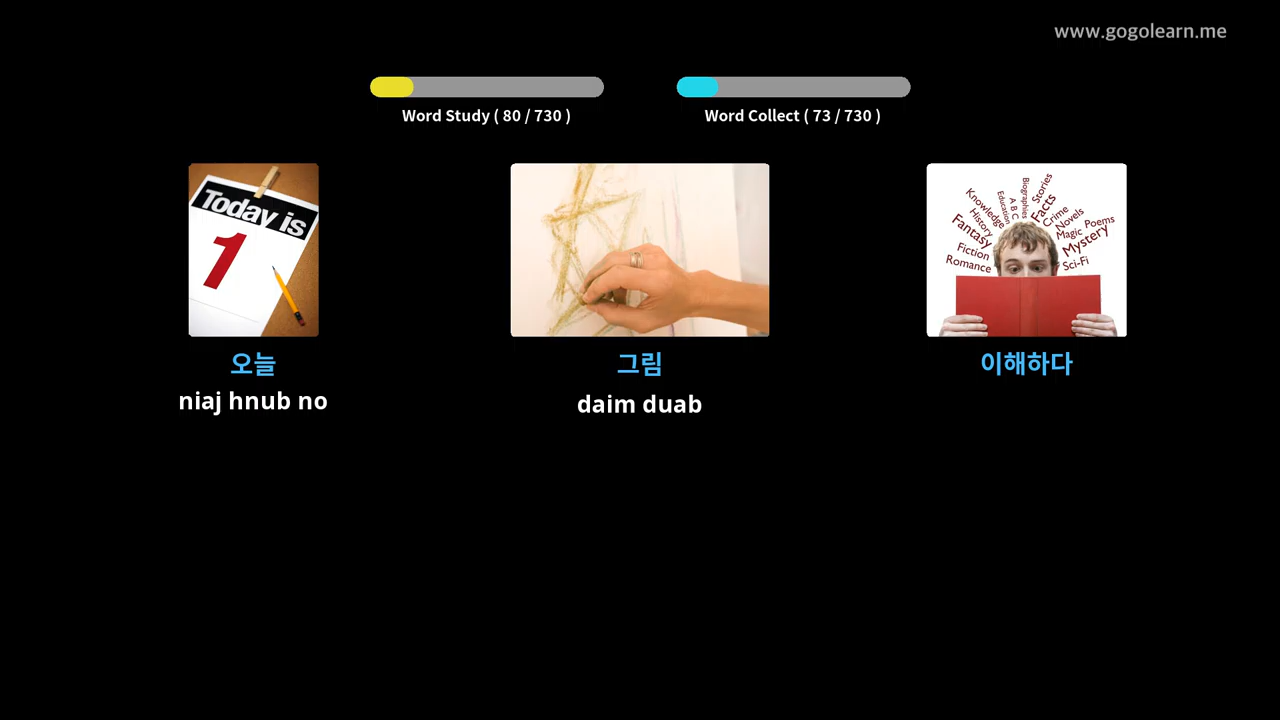 www.gogolearn.me
Word Study ( 80 / 730 )
Word Collect ( 73 / 730 )
Today is
1
Knowledge
History
Fantasy
Fiction
Romance
Education
A B C
Biographies
Stories
Facts
Crime
Novels
Magic
Poems
Mystery
Sci-Fi
오늘
그림
이해하다
niaj hnub no
daim duab